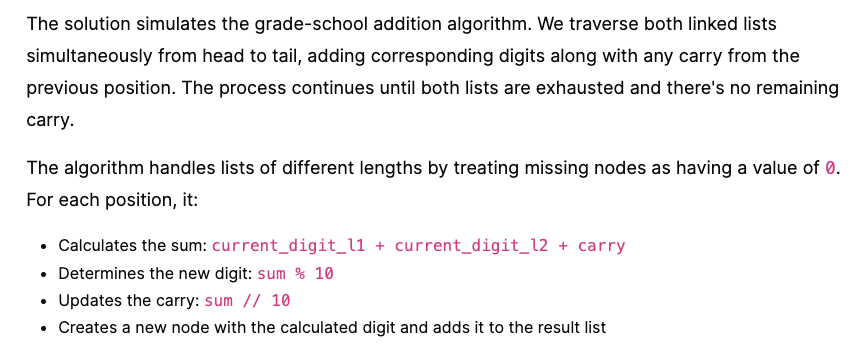 The solution simulates the grade-school addition algorithm. We traverse both linked lists
simultaneously from head to tail, adding corresponding digits along with any carry from the
previous position. The process continues until both lists are exhausted and there's no remaining
carry.
The algorithm handles lists of different lengths by treating missing nodes as having a value of 0.
For each position, it:
• Calculates the sum: current_digit_l1 + current_digit_l2 + carry
• Determines the new digit: sum % 10
• Updates the carry: sum // 10
• Creates a new node with the calculated digit and adds it to the result list